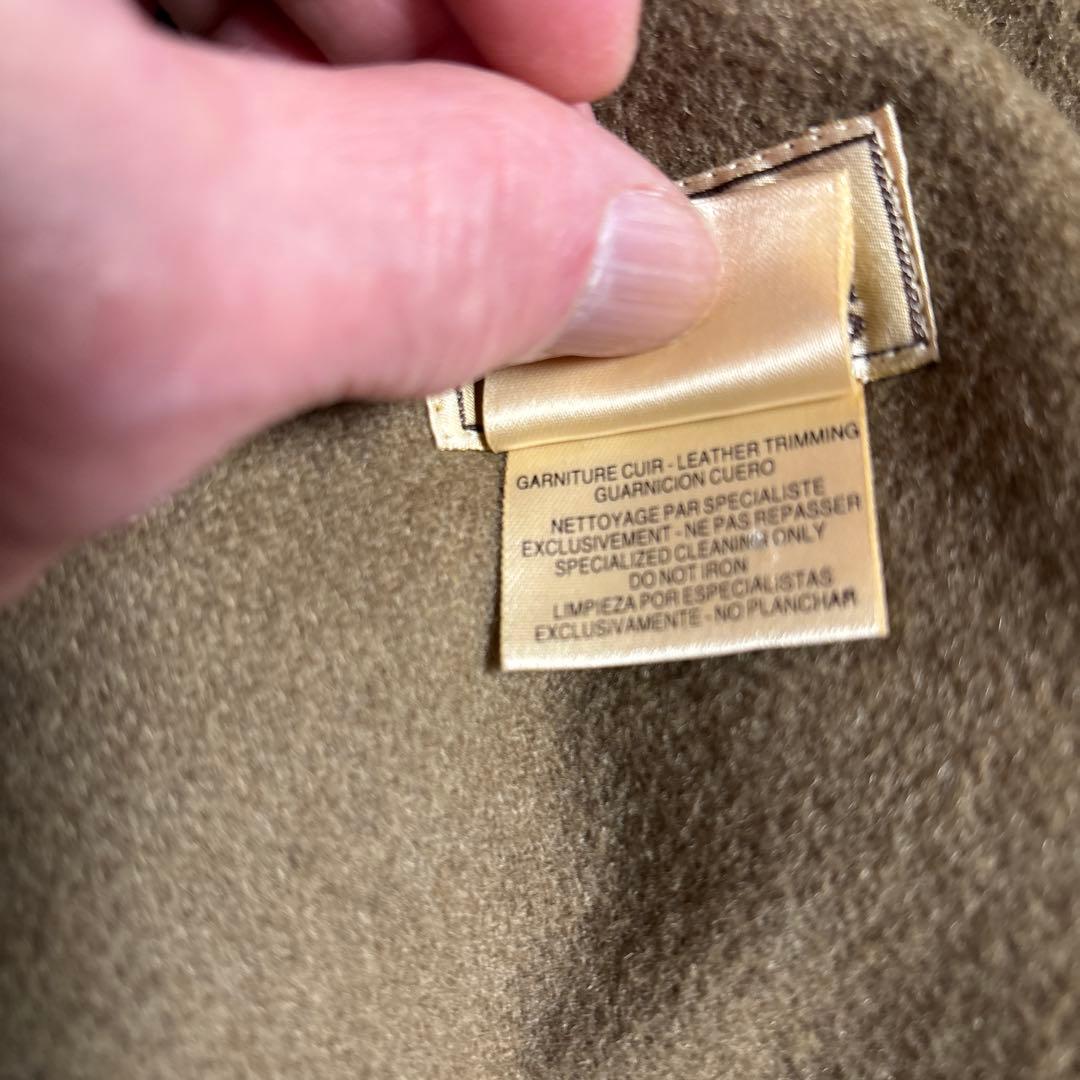 GARNITURE CUIR - LEATHER TRIMMING
GUARNICION CUERO
NETTOYAGE PAR SPECIALISTE
EXCLUSIVEMENT - NE PAS REPASSER
SPECIALIZED CLEANING ONLY
DO NOT IRON
LIMPIEZA POR ESPECIALISTAS
EXCLUSIVAMENTE - NO PLANCHAR